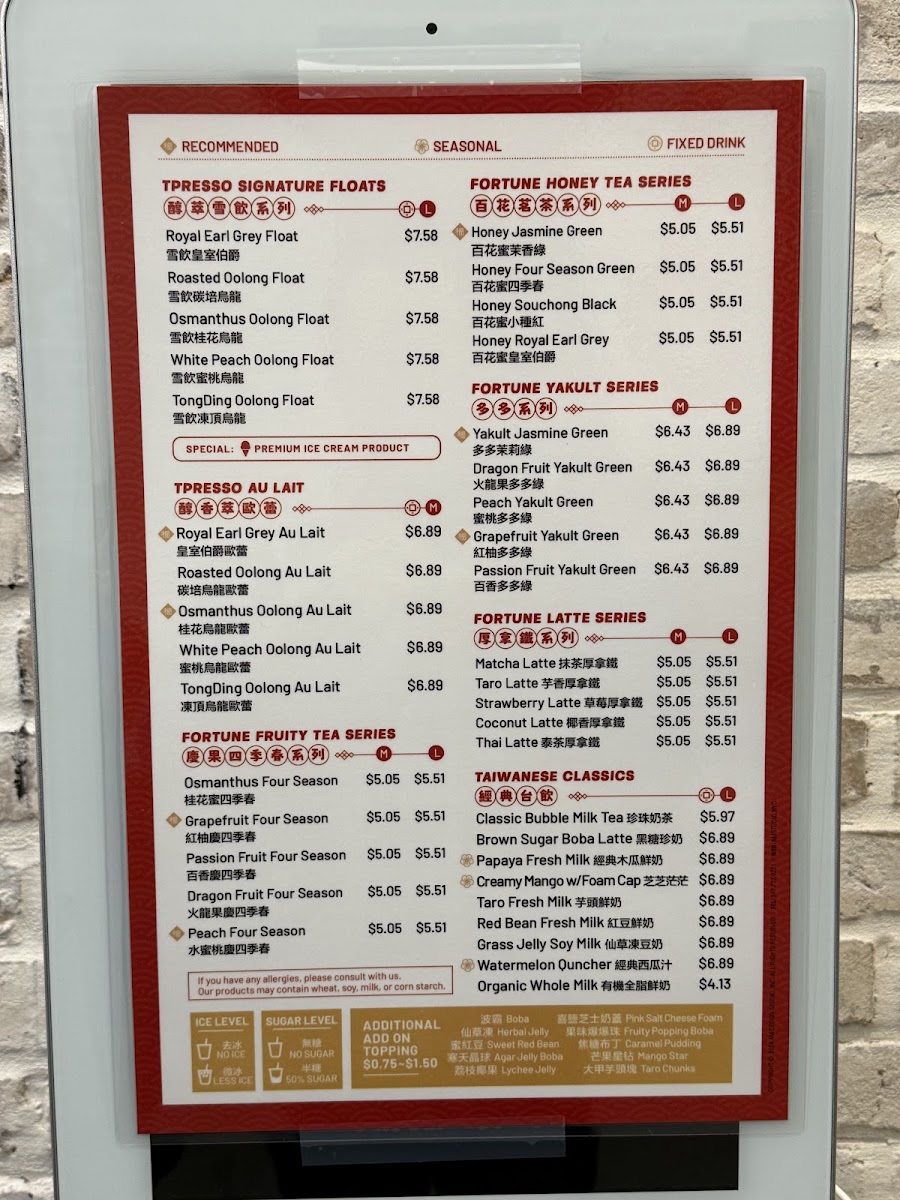 RECOMMENDED
SEASONAL
FIXED DRINK
TPRESSO SIGNATURE FLOATS
醇萃雪飲系列 L
Royal Earl Grey Float $7.58
雪飲皇室伯爵
Roasted Oolong Float $7.58
雪飲碳培烏龍
Osmanthus Oolong Float $7.58
雪飲桂花烏龍
White Peach Oolong Float $7.58
雪飲蜜桃烏龍
TongDing Oolong Float $7.58
雪飲凍頂烏龍
SPECIAL: PREMIUM ICE CREAM PRODUCT
TPRESSO AU LAIT
醇香萃歐蕾 M
Royal Earl Grey Au Lait $6.89
皇室伯爵歐蕾
Roasted Oolong Au Lait $6.89
碳培烏龍歐蕾
Osmanthus Oolong Au Lait $6.89
桂花烏龍歐蕾
White Peach Oolong Au Lait $6.89
蜜桃烏龍歐蕾
TongDing Oolong Au Lait $6.89
凍頂烏龍歐蕾
FORTUNE FRUITY TEA SERIES
慶果四季春系列 M L
Osmanthus Four Season $5.05 $5.51
桂花蜜四季春
Grapefruit Four Season $5.05 $5.51
紅柚慶四季春
Passion Fruit Four Season $5.05 $5.51
百香慶四季春
Dragon Fruit Four Season $5.05 $5.51
火龍果慶四季春
Peach Four Season $5.05 $5.51
水蜜桃慶四季春
If you have any allergies, please consult with us.
Our products may contain wheat, soy, milk, or corn starch.
FORTUNE HONEY TEA SERIES
百花茗茶系列 M L
Honey Jasmine Green $5.05 $5.51
百花蜜茉香綠
Honey Four Season Green $5.05 $5.51
百花蜜四季春
Honey Souchong Black $5.05 $5.51
百花蜜小種紅
Honey Royal Earl Grey $5.05 $5.51
百花蜜皇室伯爵
FORTUNE YAKULT SERIES
多多系列 M L
Yakult Jasmine Green $6.43 $6.89
多多茉莉綠
Dragon Fruit Yakult Green $6.43 $6.89
火龍果多多綠
Peach Yakult Green $6.43 $6.89
蜜桃多多綠
Grapefruit Yakult Green $6.43 $6.89
紅柚多多綠
Passion Fruit Yakult Green $6.43 $6.89
百香多多綠
FORTUNE LATTE SERIES
厚拿鐵系列 M L
Matcha Latte 抹茶厚拿鐵 $5.05 $5.51
Taro Latte 芋香厚拿鐵 $5.05 $5.51
Strawberry Latte 草莓厚拿鐵 $5.05 $5.51
Coconut Latte 椰香厚拿鐵 $5.05 $5.51
Thai Latte 泰茶厚拿鐵 $5.05 $5.51
TAIWANESE CLASSICS
經典台飲 L
Classic Bubble Milk Tea 珍珠奶茶 $5.97
Brown Sugar Boba Latte 黑糖珍奶 $6.89
Papaya Fresh Milk 經典木瓜鮮奶 $6.89
Creamy Mango w/Foam Cap 芝芝茫茫 $6.89
Taro Fresh Milk 芋頭鮮奶 $6.89
Red Bean Fresh Milk 紅豆鮮奶 $6.89
Grass Jelly Soy Milk 仙草凍豆奶 $6.89
Watermelon Quncher 經典西瓜汁 $6.89
Organic Whole Milk 有機全脂鮮奶 $4.13
ICE LEVEL
去冰
NO ICE
微冰
LESS ICE
SUGAR LEVEL
無糖
NO SUGAR
半糖
50% SUGAR
ADDITIONAL
ADD ON
TOPPING
$0.75~$1.50
波霸 Boba
仙草凍 Herbal Jelly
蜜紅豆 Sweet Red Bean
寒天晶球 Agar Jelly Boba
荔枝椰果 Lychee Jelly
喜鹽芝士奶蓋 Pink Salt Cheese Foam
果味爆爆珠 Fruity Popping Boba
焦糖布丁 Caramel Pudding
芒果星钻 Mango Star
大甲芋頭塊 Taro Chunks